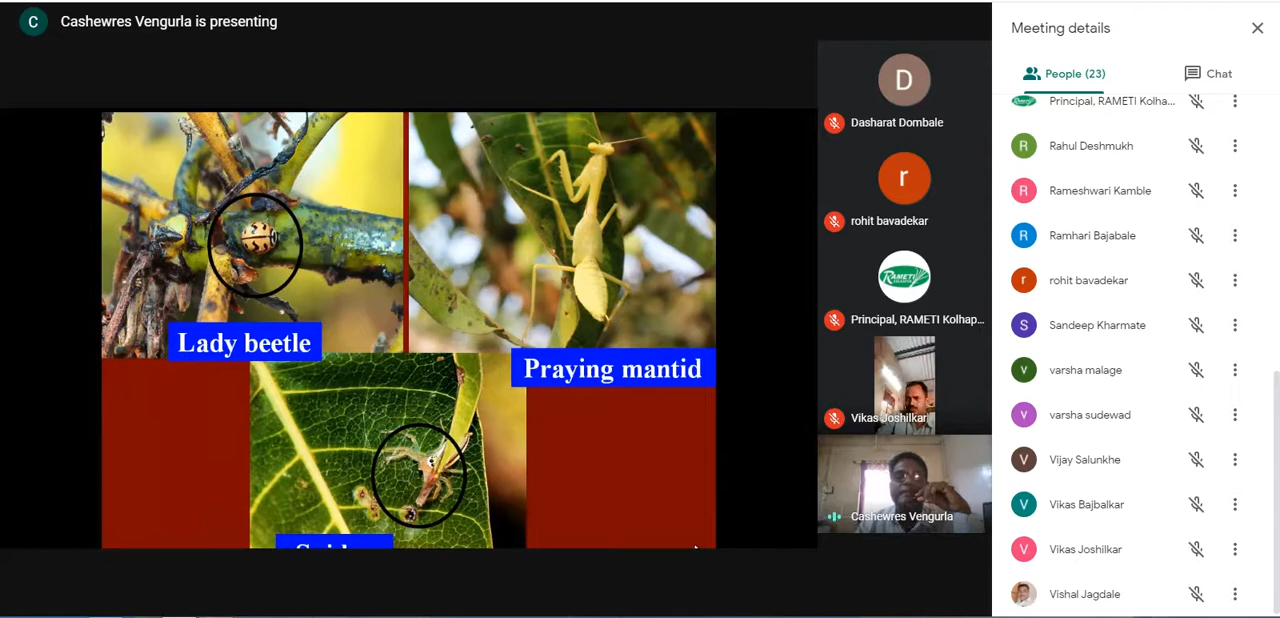 C
Cashewres Vengurla is presenting
Lady beetle
Praying mantid
D
Dasharat Dombale
r
rohit bavadekar
RAMETI
Principal, RAMETI Kolhap...
Vikas Joshilkar
Cashewres Vengurla
Meeting details
People (23)
Chat
Principal, RAMETI Kolha...
R
Rahul Deshmukh
R
Rameshwari Kamble
R
Ramhari Bajabale
r
rohit bavadekar
S
Sandeep Kharmate
v
varsha malage
v
varsha sudewad
V
Vijay Salunkhe
V
Vikas Bajbalkar
V
Vikas Joshilkar
Vishal Jagdale